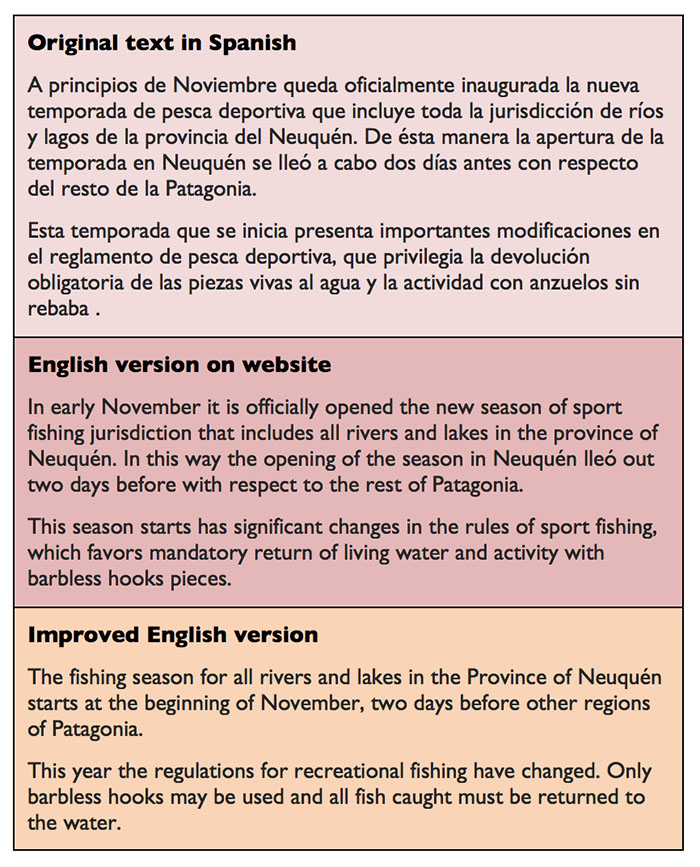 Original text in Spanish
A principios de Noviembre queda oficialmente inaugurada la nueva
temporada de pesca deportiva que incluye toda la jurisdicción de ríos
y lagos de la provincia del Neuquén. De ésta manera la apertura de la
temporada en Neuquén se lleó a cabo dos días antes con respecto
del resto de la Patagonia.
Esta temporada que se inicia presenta importantes modificaciones en
el reglamento de pesca deportiva, que privilegia la devolución
obligatoria de las piezas vivas al agua y la actividad con anzuelos sin
rebaba .
English version on website
In early November it is officially opened the new season of sport
fishing jurisdiction that includes all rivers and lakes in the province of
Neuquén. In this way the opening of the season in Neuquén lleó out
two days before with respect to the rest of Patagonia.
This season starts has significant changes in the rules of sport fishing,
which favors mandatory return of living water and activity with
barbless hooks pieces.
Improved English version
The fishing season for all rivers and lakes in the Province of Neuquén
starts at the beginning of November, two days before other regions
of Patagonia.
This year the regulations for recreational fishing have changed. Only
barbless hooks may be used and all fish caught must be returned to
the water.